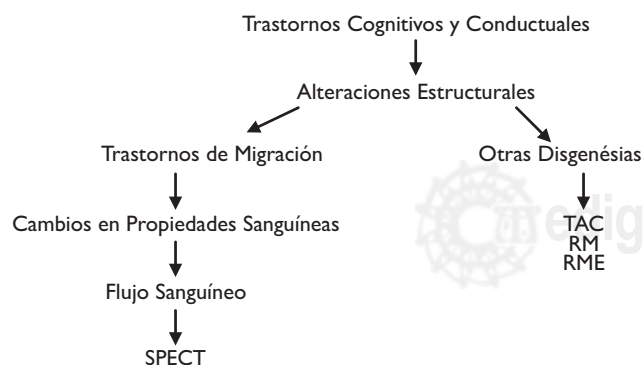 Trastornos Cognitivos y Conductuales
Alteraciones Estructurales
Trastornos de Migración
Otras Disgenésias
Cambios en Propiedades Sanguíneas
TAC
RM
RME
Flujo Sanguíneo
SPECT